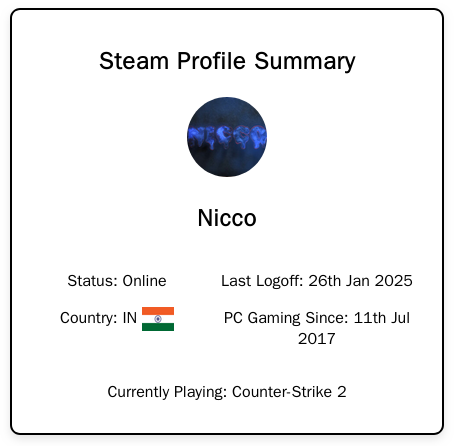 Steam Profile Summary
Nicco
Status: Online
Last Logoff: 26th Jan 2025
Country: IN
PC Gaming Since: 11th Jul
2017
Currently Playing: Counter-Strike 2